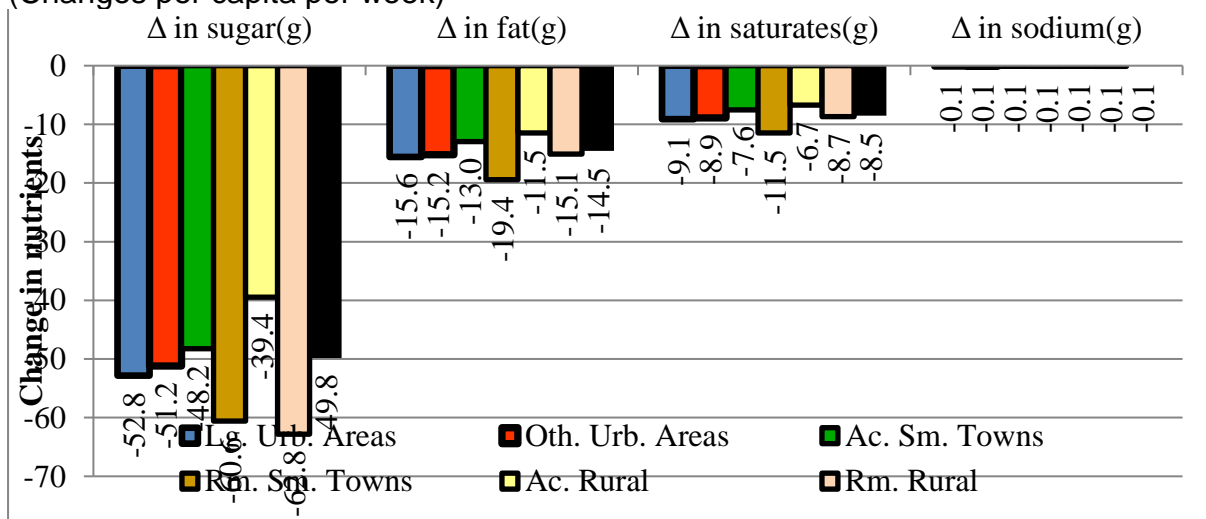 (Changes per capita per week)
Δ in sugar(g) Δ in fat(g) Δ in saturates(g) Δ in sodium(g)
Change in nutrients
0
-10
-20
-30
-40
-50
-60
-70
-52.8 -51.2 -48.2 -60.6 -39.4 -62.8 -49.8
-15.6 -15.2 -13.0 -19.4 -11.5 -15.1 -14.5
-9.1 -8.9 -7.6 -11.5 -6.7 -8.7 -8.5
-0.1 -0.1 -0.1 -0.1 -0.1 -0.1 -0.1
Lg. Urb. Areas Oth. Urb. Areas Ac. Sm. Towns
Rm. Sm. Towns Ac. Rural Rm. Rural